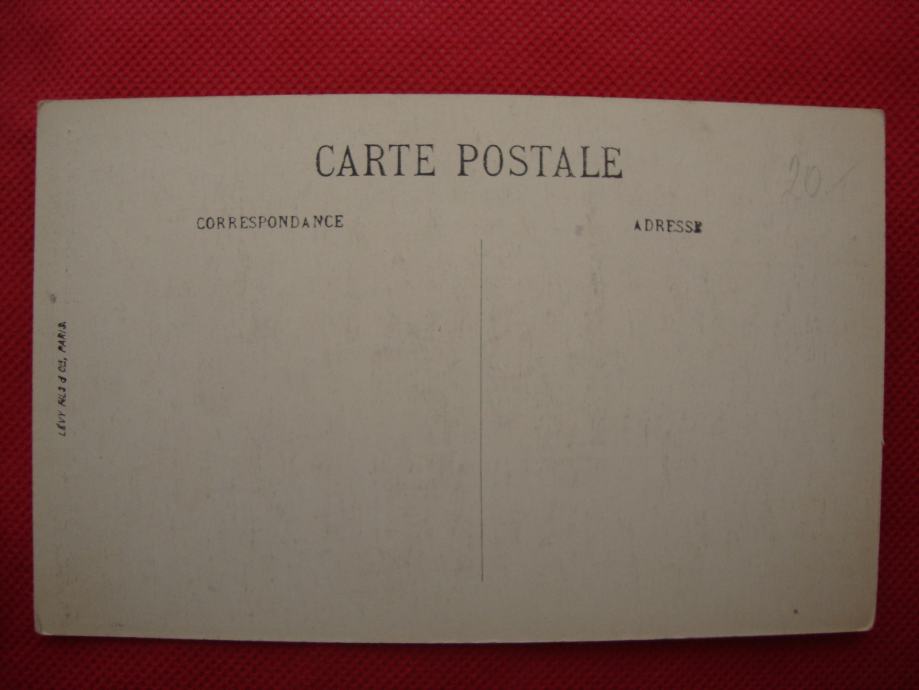 CARTE POSTALE
20.-
CORRESPONDANCE
ADRESSE
LÉVY FILS & Cie, PARIS.